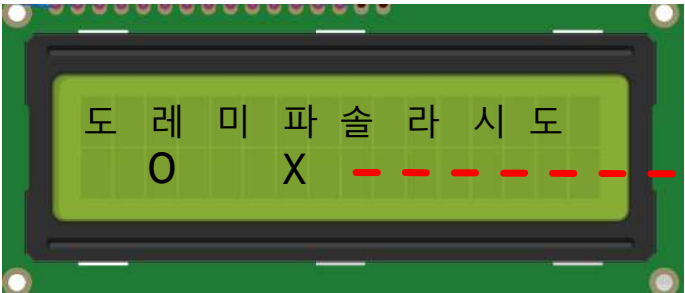 도 레 미 파 솔 라 시 도
O X